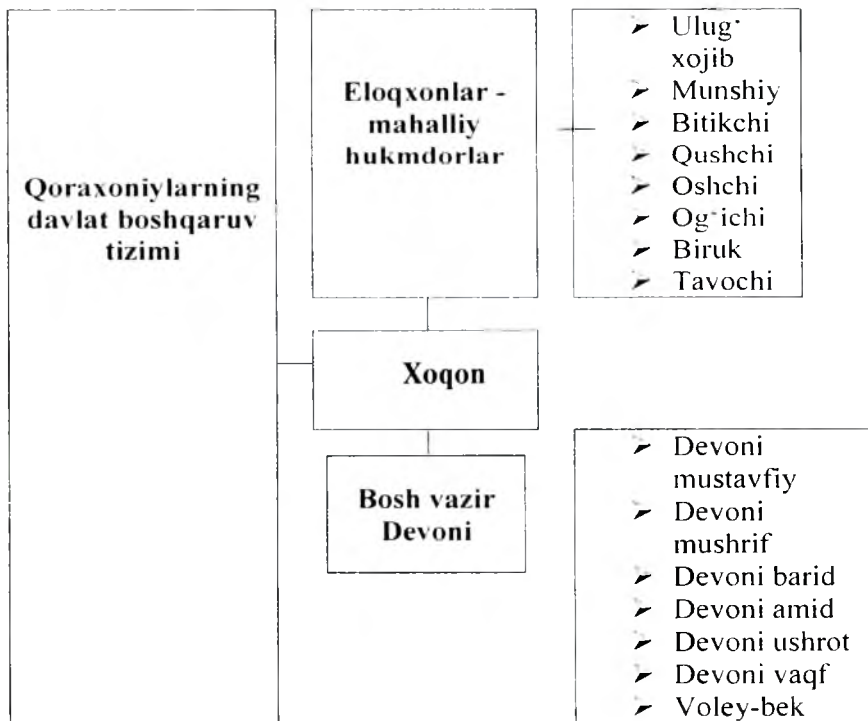 Qoraxoniylarning
davlat boshqaruv
tizimi
Eloqxonlar -
mahalliy
hukmdorlar
➤ Ulug‘
xojib
➤ Munshiy
➤ Bitikchi
➤ Qushchi
➤ Oshchi
➤ Og‘ichi
➤ Biruk
➤ Tavochi
Xoqon
Bosh vazir
Devoni
➤ Devoni
mustavfiy
➤ Devoni
mushrif
➤ Devoni barid
➤ Devoni amid
➤ Devoni ushrot
➤ Devoni vaqf
➤ Voley-bek